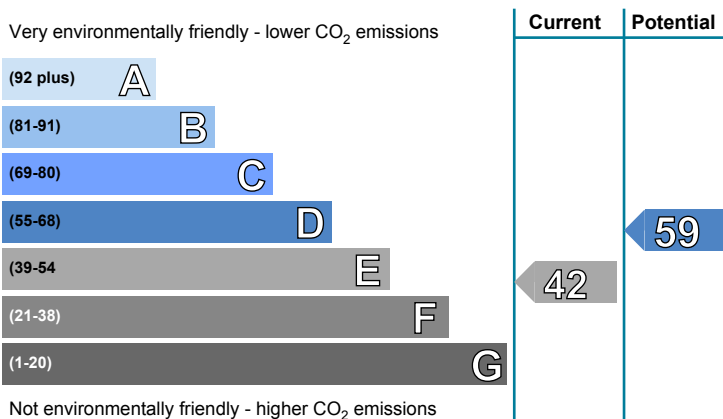 Current Potential
Very environmentally friendly - lower CO2 emissions
(92 plus) A
(81-91) B
(69-80) C
(55-68) D
59
(39-54 E
42
(21-38) F
(1-20) G
Not environmentally friendly - higher CO2 emissions